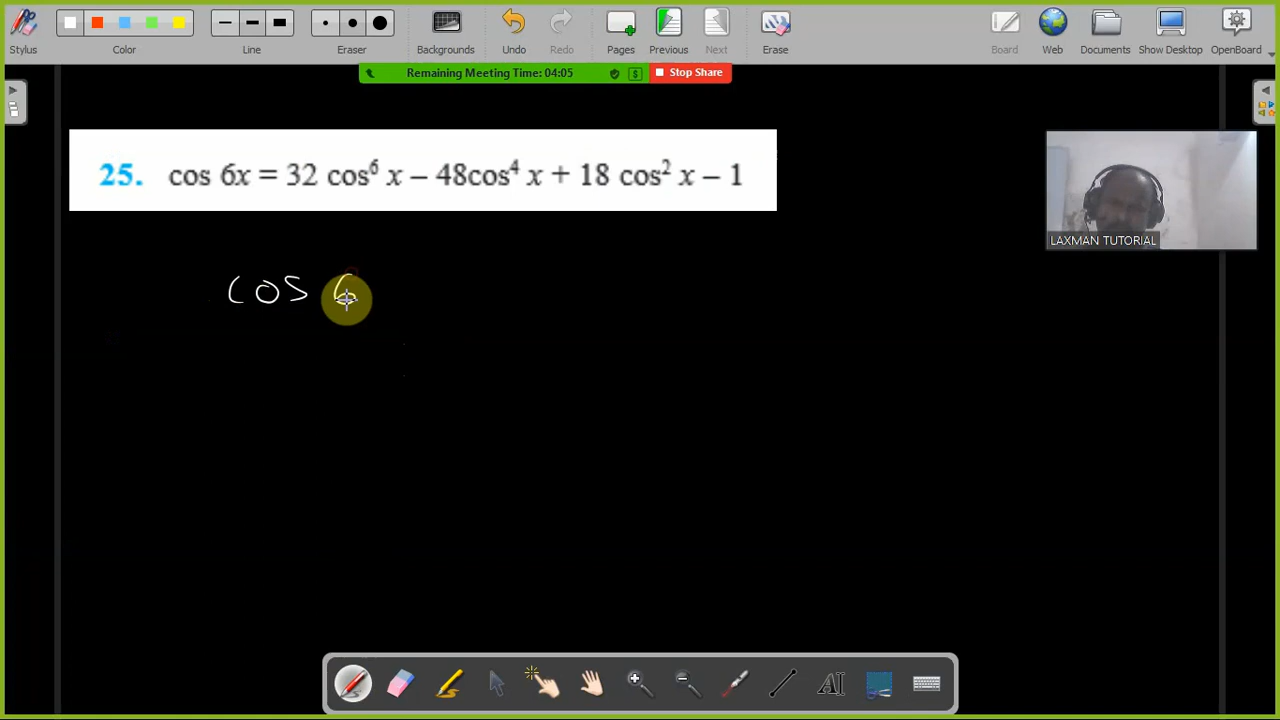 Stylus Color Line Eraser Backgrounds Undo Redo Pages Previous Next Erase Board Web Documents Show Desktop OpenBoard
Remaining Meeting Time: 04:05 $ Stop Share
25. cos 6x = 32 cos⁶ x – 48cos⁴ x + 18 cos² x – 1
LAXMAN TUTORIAL
cos 6
AI